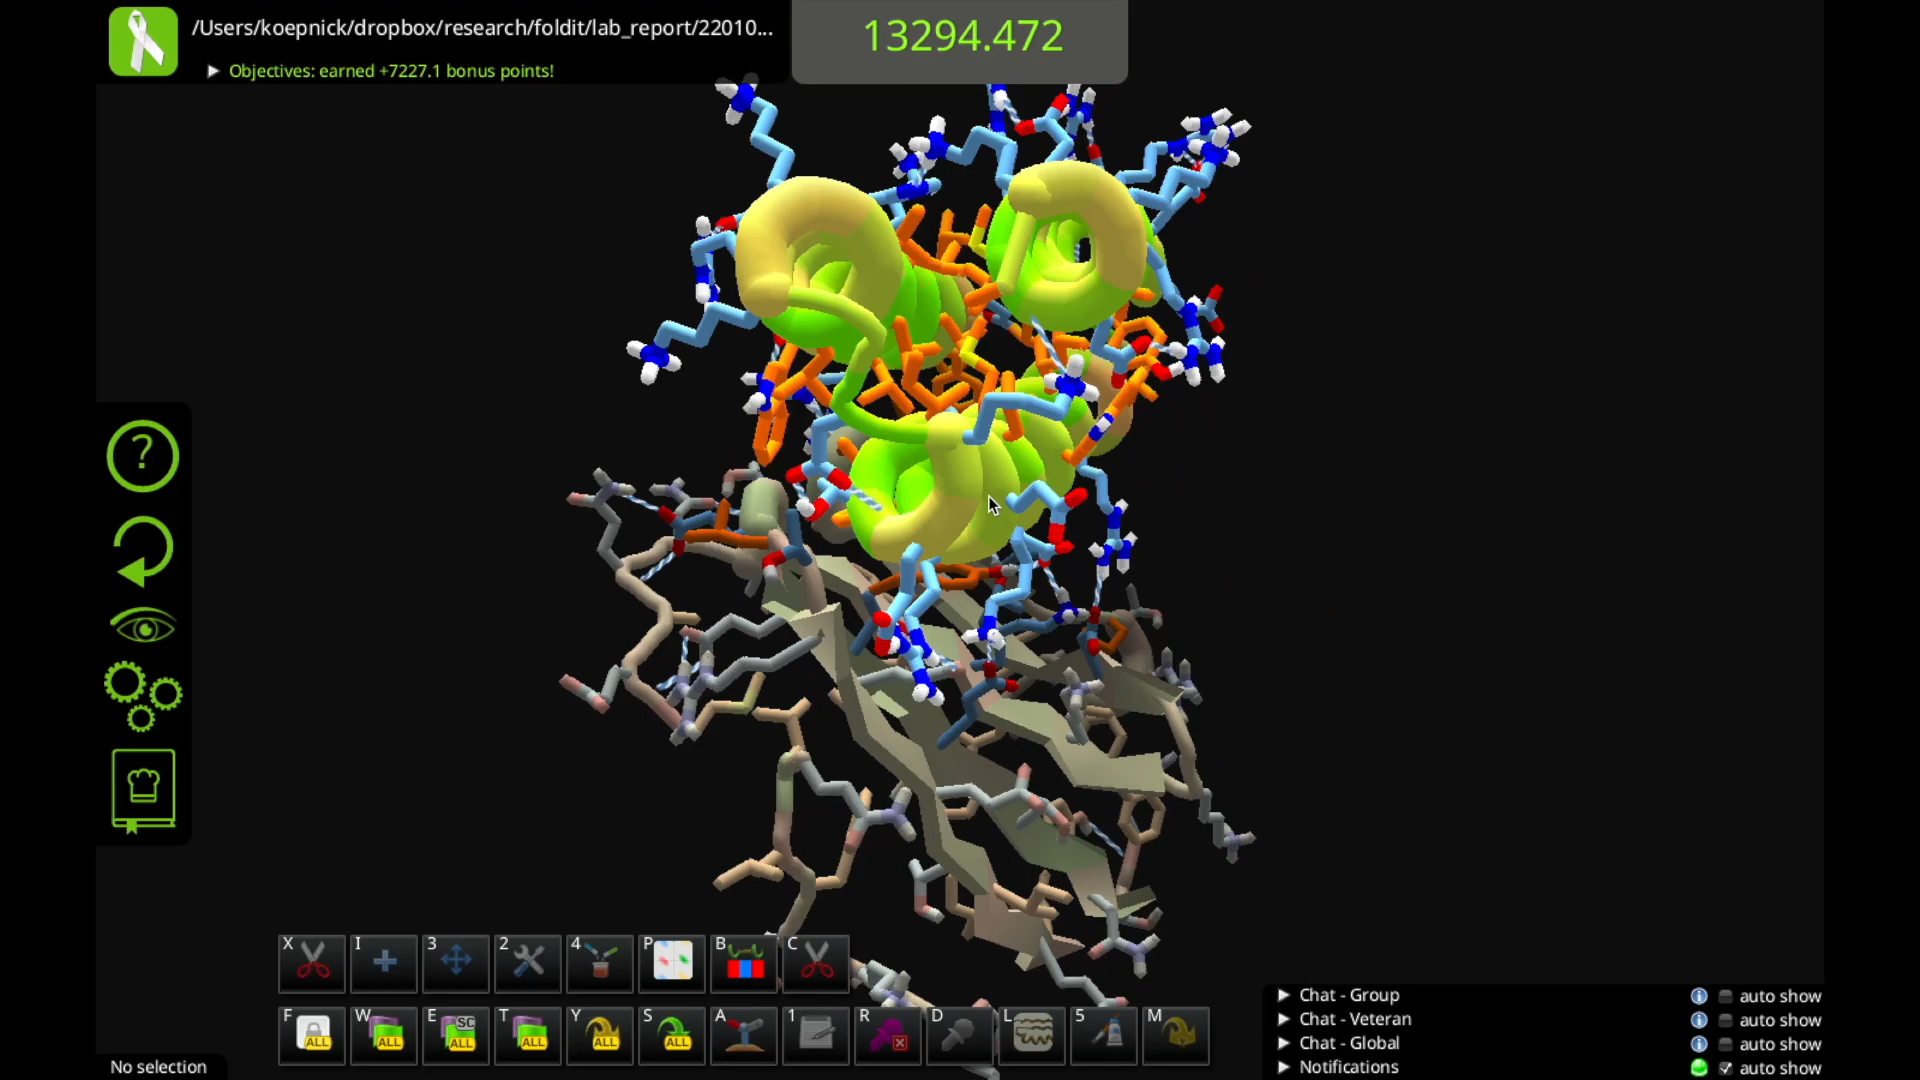 /Users/koepnick/dropbox/research/foldit/lab_report/22010...
13294.472
Objectives: earned +7227.1 bonus points!
?
X I 3 2 4 P B C
F W E T Y S A 1 R D L 5 M
ALL ALL SC ALL ALL ALL ALL
Chat - Group auto show
Chat - Veteran auto show
Chat - Global auto show
Notifications auto show
No selection